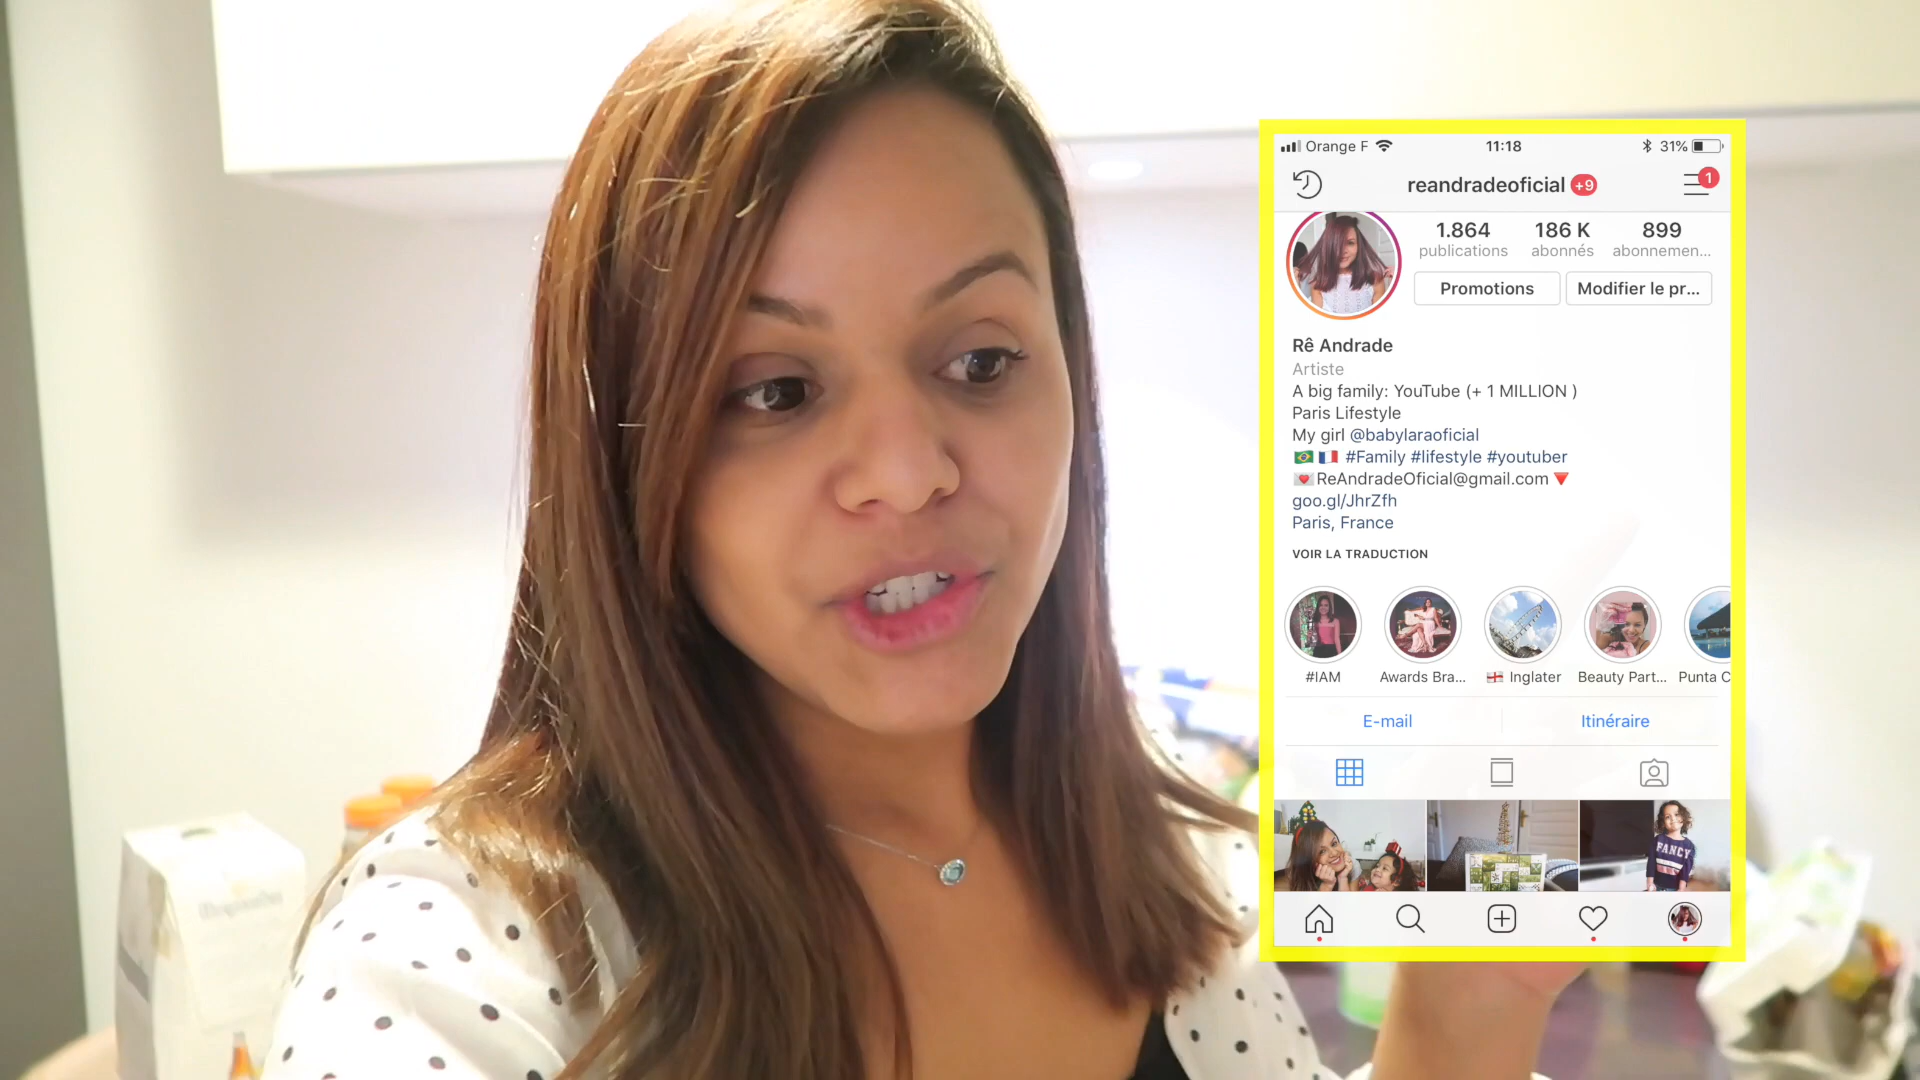 Orange F
11:18
31%
reandradeoficial +9
1
1.864 186 K 899
publications abonnés abonnemen...
Promotions Modifier le pr...
Rê Andrade
Artiste
A big family: YouTube (+ 1 MILLION )
Paris Lifestyle
My girl @babylaraoficial
#Family #lifestyle #youtuber
ReAndradeOficial@gmail.com
goo.gl/JhrZfh
Paris, France
VOIR LA TRADUCTION
#IAM Awards Bra... Inglater Beauty Part... Punta C
E-mail Itinéraire
FANCY